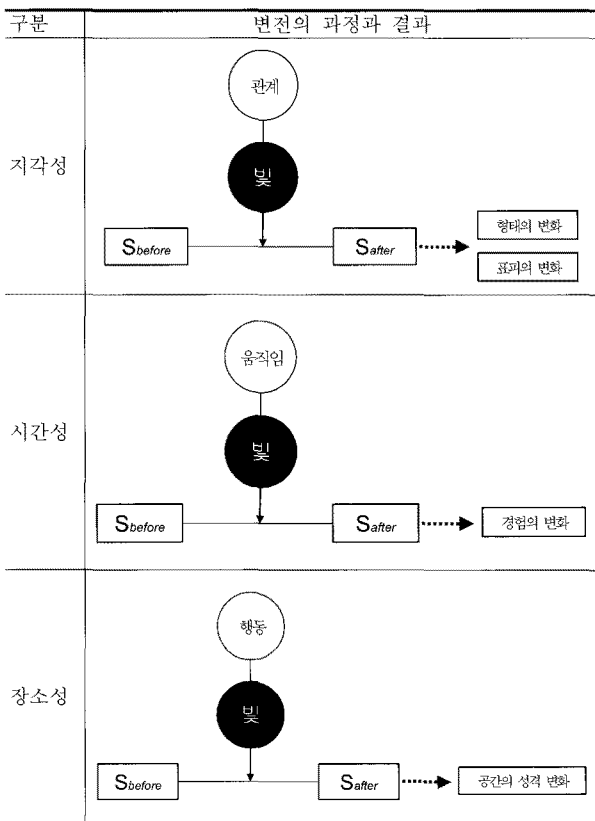 구분 변전의 과정과 결과
관계
지각성
빛
형태의 변화
Sbefore Safter
표피의 변화
움직임
시간성
빛
Sbefore Safter 경험의 변화
행동
장소성
빛
Sbefore Safter 공간의 성격 변화